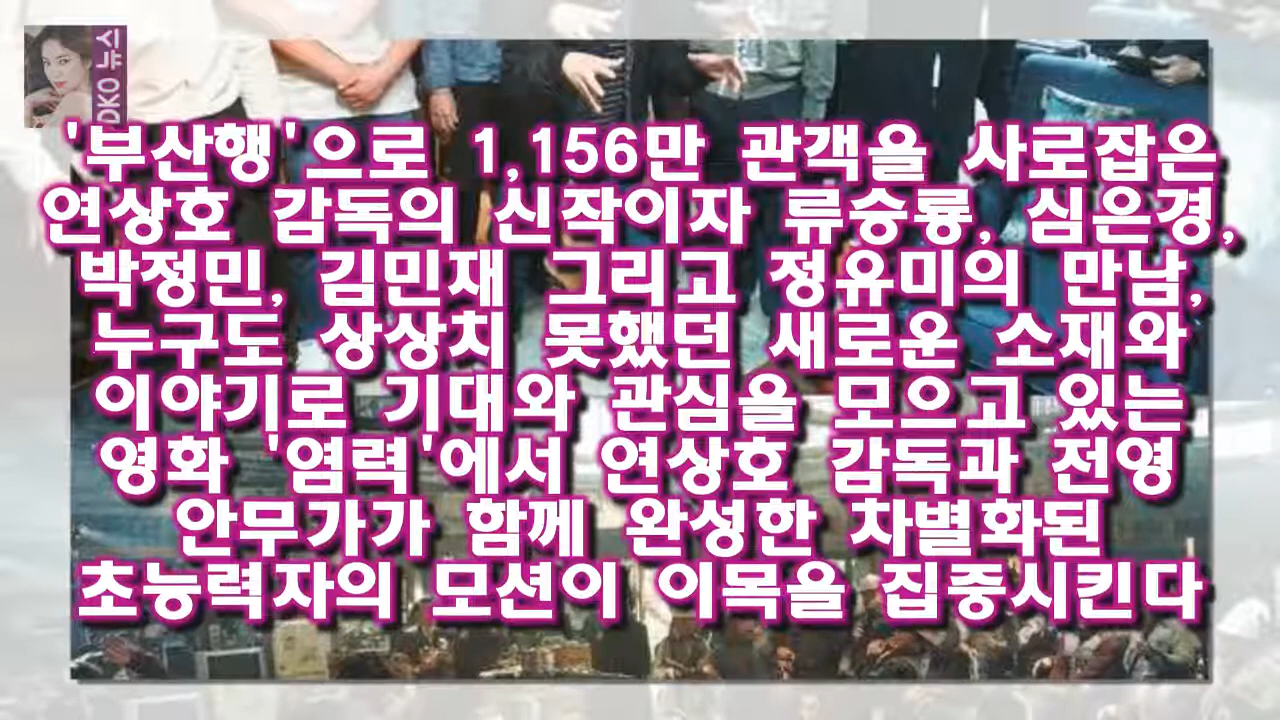 DKO 뉴스
'부산행'으로 1,156만 관객을 사로잡은
연상호 감독의 신작이자 류승룡, 심은경,
박정민, 김민재 그리고 정유미의 만남,
누구도 상상치 못했던 새로운 소재와
이야기로 기대와 관심을 모으고 있는
영화 '염력'에서 연상호 감독과 전영
안무가가 함께 완성한 차별화된
초능력자의 모션이 이목을 집중시킨다